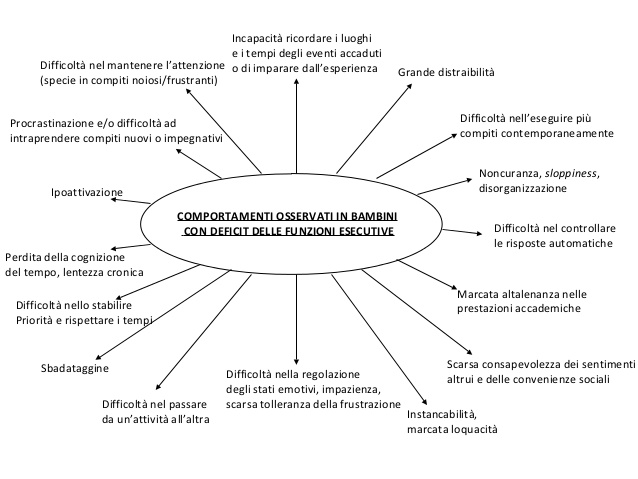 Incapacità ricordare i luoghi
e i tempi degli eventi accaduti
o di imparare dall'esperienza
Difficoltà nel mantenere l'attenzione
(specie in compiti noiosi/frustranti)
Grande distraibilità
Procrastinazione e/o difficoltà ad
intraprendere compiti nuovi o impegnativi
Difficoltà nell'eseguire più
compiti contemporaneamente
Ipoattivazione
Noncuranza, sloppiness,
disorganizzazione
COMPORTAMENTI OSSERVATI IN BAMBINI
CON DEFICIT DELLE FUNZIONI ESECUTIVE
Difficoltà nel controllare
le risposte automatiche
Perdita della cognizione
del tempo, lentezza cronica
Marcata altalenanza nelle
prestazioni accademiche
Difficoltà nello stabilire
Priorità e rispettare i tempi
Sbadataggine
Scarsa consapevolezza dei sentimenti
altrui e delle convenienze sociali
Difficoltà nella regolazione
degli stati emotivi, impazienza,
scarsa tolleranza della frustrazione
Difficoltà nel passare
da un'attività all'altra
Instancabilità,
marcata loquacità